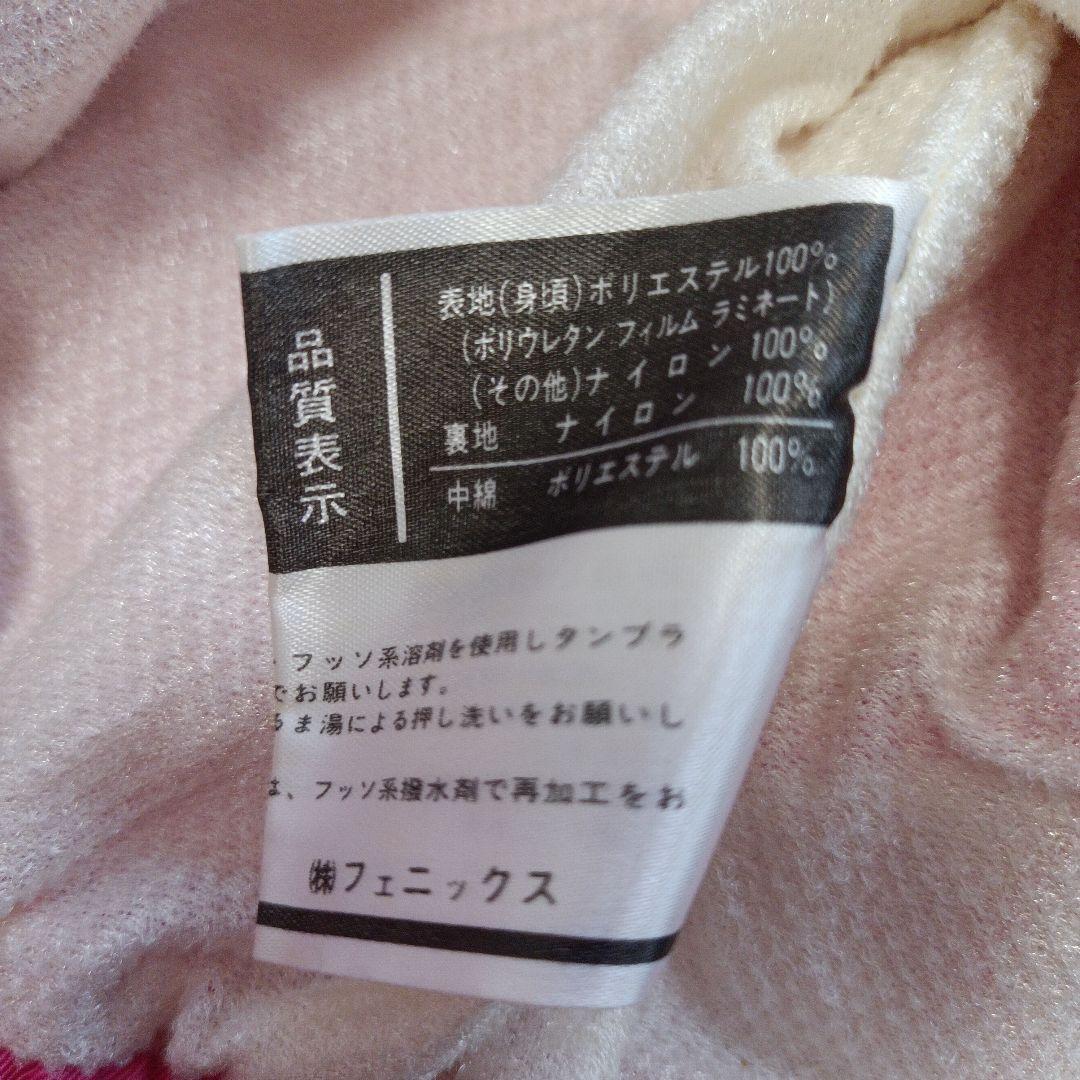 品質表示
表地(身頃)ポリエステル100%
(ポリウレタン フィルム ラミネート)
(その他)ナイロン 100%
裏地 ナイロン 100%
中綿 ポリエステル 100%
フッソ系溶剤を使用しタンブラ
でお願いします。
るま湯による押し洗いをお願いし
は、フッソ系撥水剤で再加工をお
㈱フェニックス